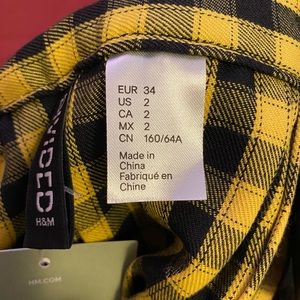 EUR 34
US 2
CA 2
MX 2
CN 160/64A
Made in
China
Fabriqué en
Chine
DIVIDED
H&M
HM.COM